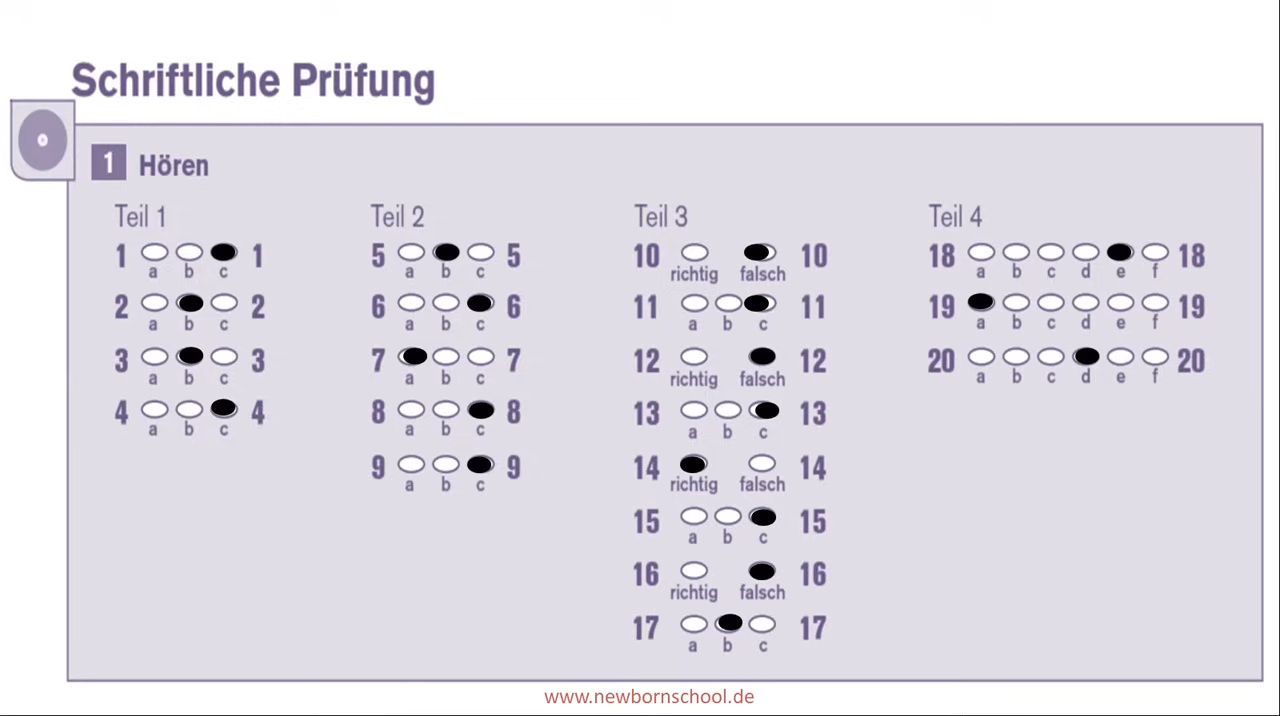 Schriftliche Prüfung
1 Hören
Teil 1
1 1
a b c
2 2
a b c
3 3
a b c
4 4
a b c
Teil 2
5 5
a b c
6 6
a b c
7 7
a b c
8 8
a b c
9 9
a b c
Teil 3
10 10
richtig falsch
11 11
a b c
12 12
richtig falsch
13 13
a b c
14 14
richtig falsch
15 15
a b c
16 16
richtig falsch
17 17
a b c
Teil 4
18 18
a b c d e f
19 19
a b c d e f
20 20
a b c d e f
www.newbornschool.de